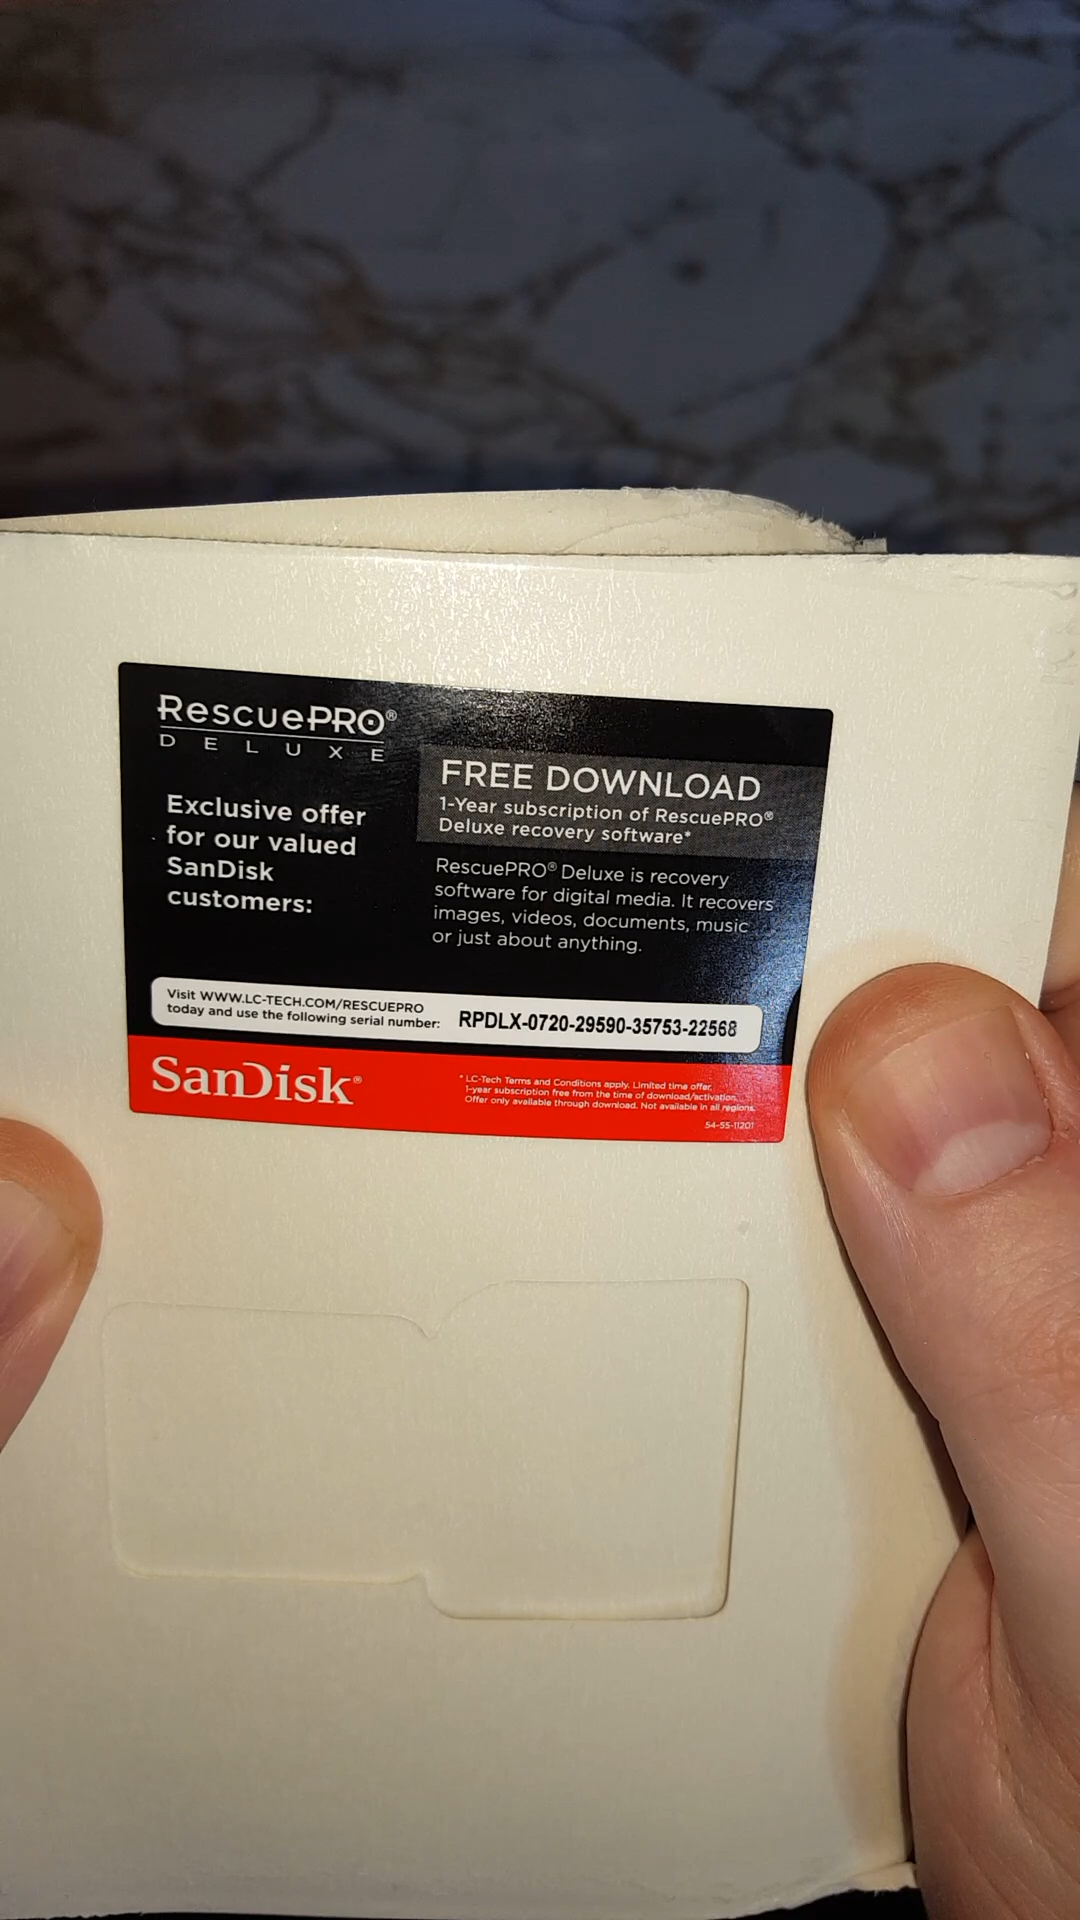 RescuePRO®
DELUXE
Exclusive offer
for our valued
SanDisk
customers:
FREE DOWNLOAD
1-Year subscription of RescuePRO®
Deluxe recovery software*
RescuePRO® Deluxe is recovery
software for digital media. It recovers
images, videos, documents, music
or just about anything.
Visit WWW.LC-TECH.COM/RESCUEPRO
today and use the following serial number:
RPDLX-0720-29590-35753-22568
SanDisk®
* LC-Tech Terms and Conditions apply. Limited time offer.
1-year subscription free from the time of download/activation.
Offer only available through download. Not available in all regions.
54-55-11201